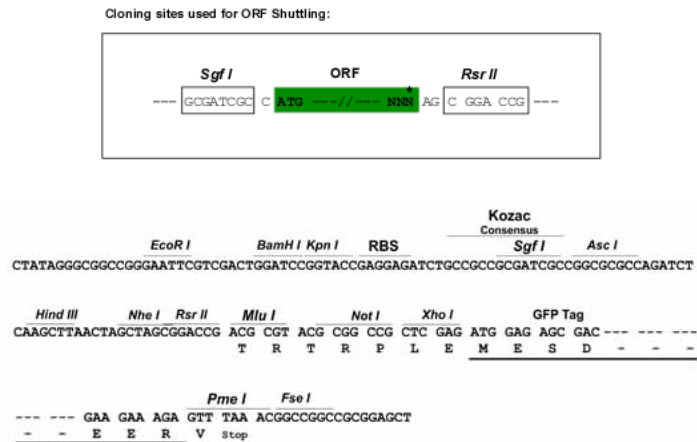 Cloning sites used for ORF Shuttling:
Sgf I ORF Rsr II
--- GCGATCGC C ATG ---//--- NNN* AG C GGA CCG ---
Kozac
Consensus
EcoR I BamH I Kpn I RBS Sgf I Asc I
CTATAGGGCGGCCGGGAATTCGTCGACTGGATCCGGTACCGAGGAGATCTGCCGCCGCGATCGCCGGCGCGCCAGATCT
Hind III Nhe I Rsr II Mlu I Not I Xho I GFP Tag
CAAGCTTAACTAGCTAGCGGACCG ACG CGT ACG CGG CCG CTC GAG ATG GAG AGC GAC--- --- ---
T R T R P L E M E S D - - -
Pme I Fse I
--- --- GAA GAA AGA GTT TAA ACGGCCGGCCGCGGAGCT
- - E E R V Stop